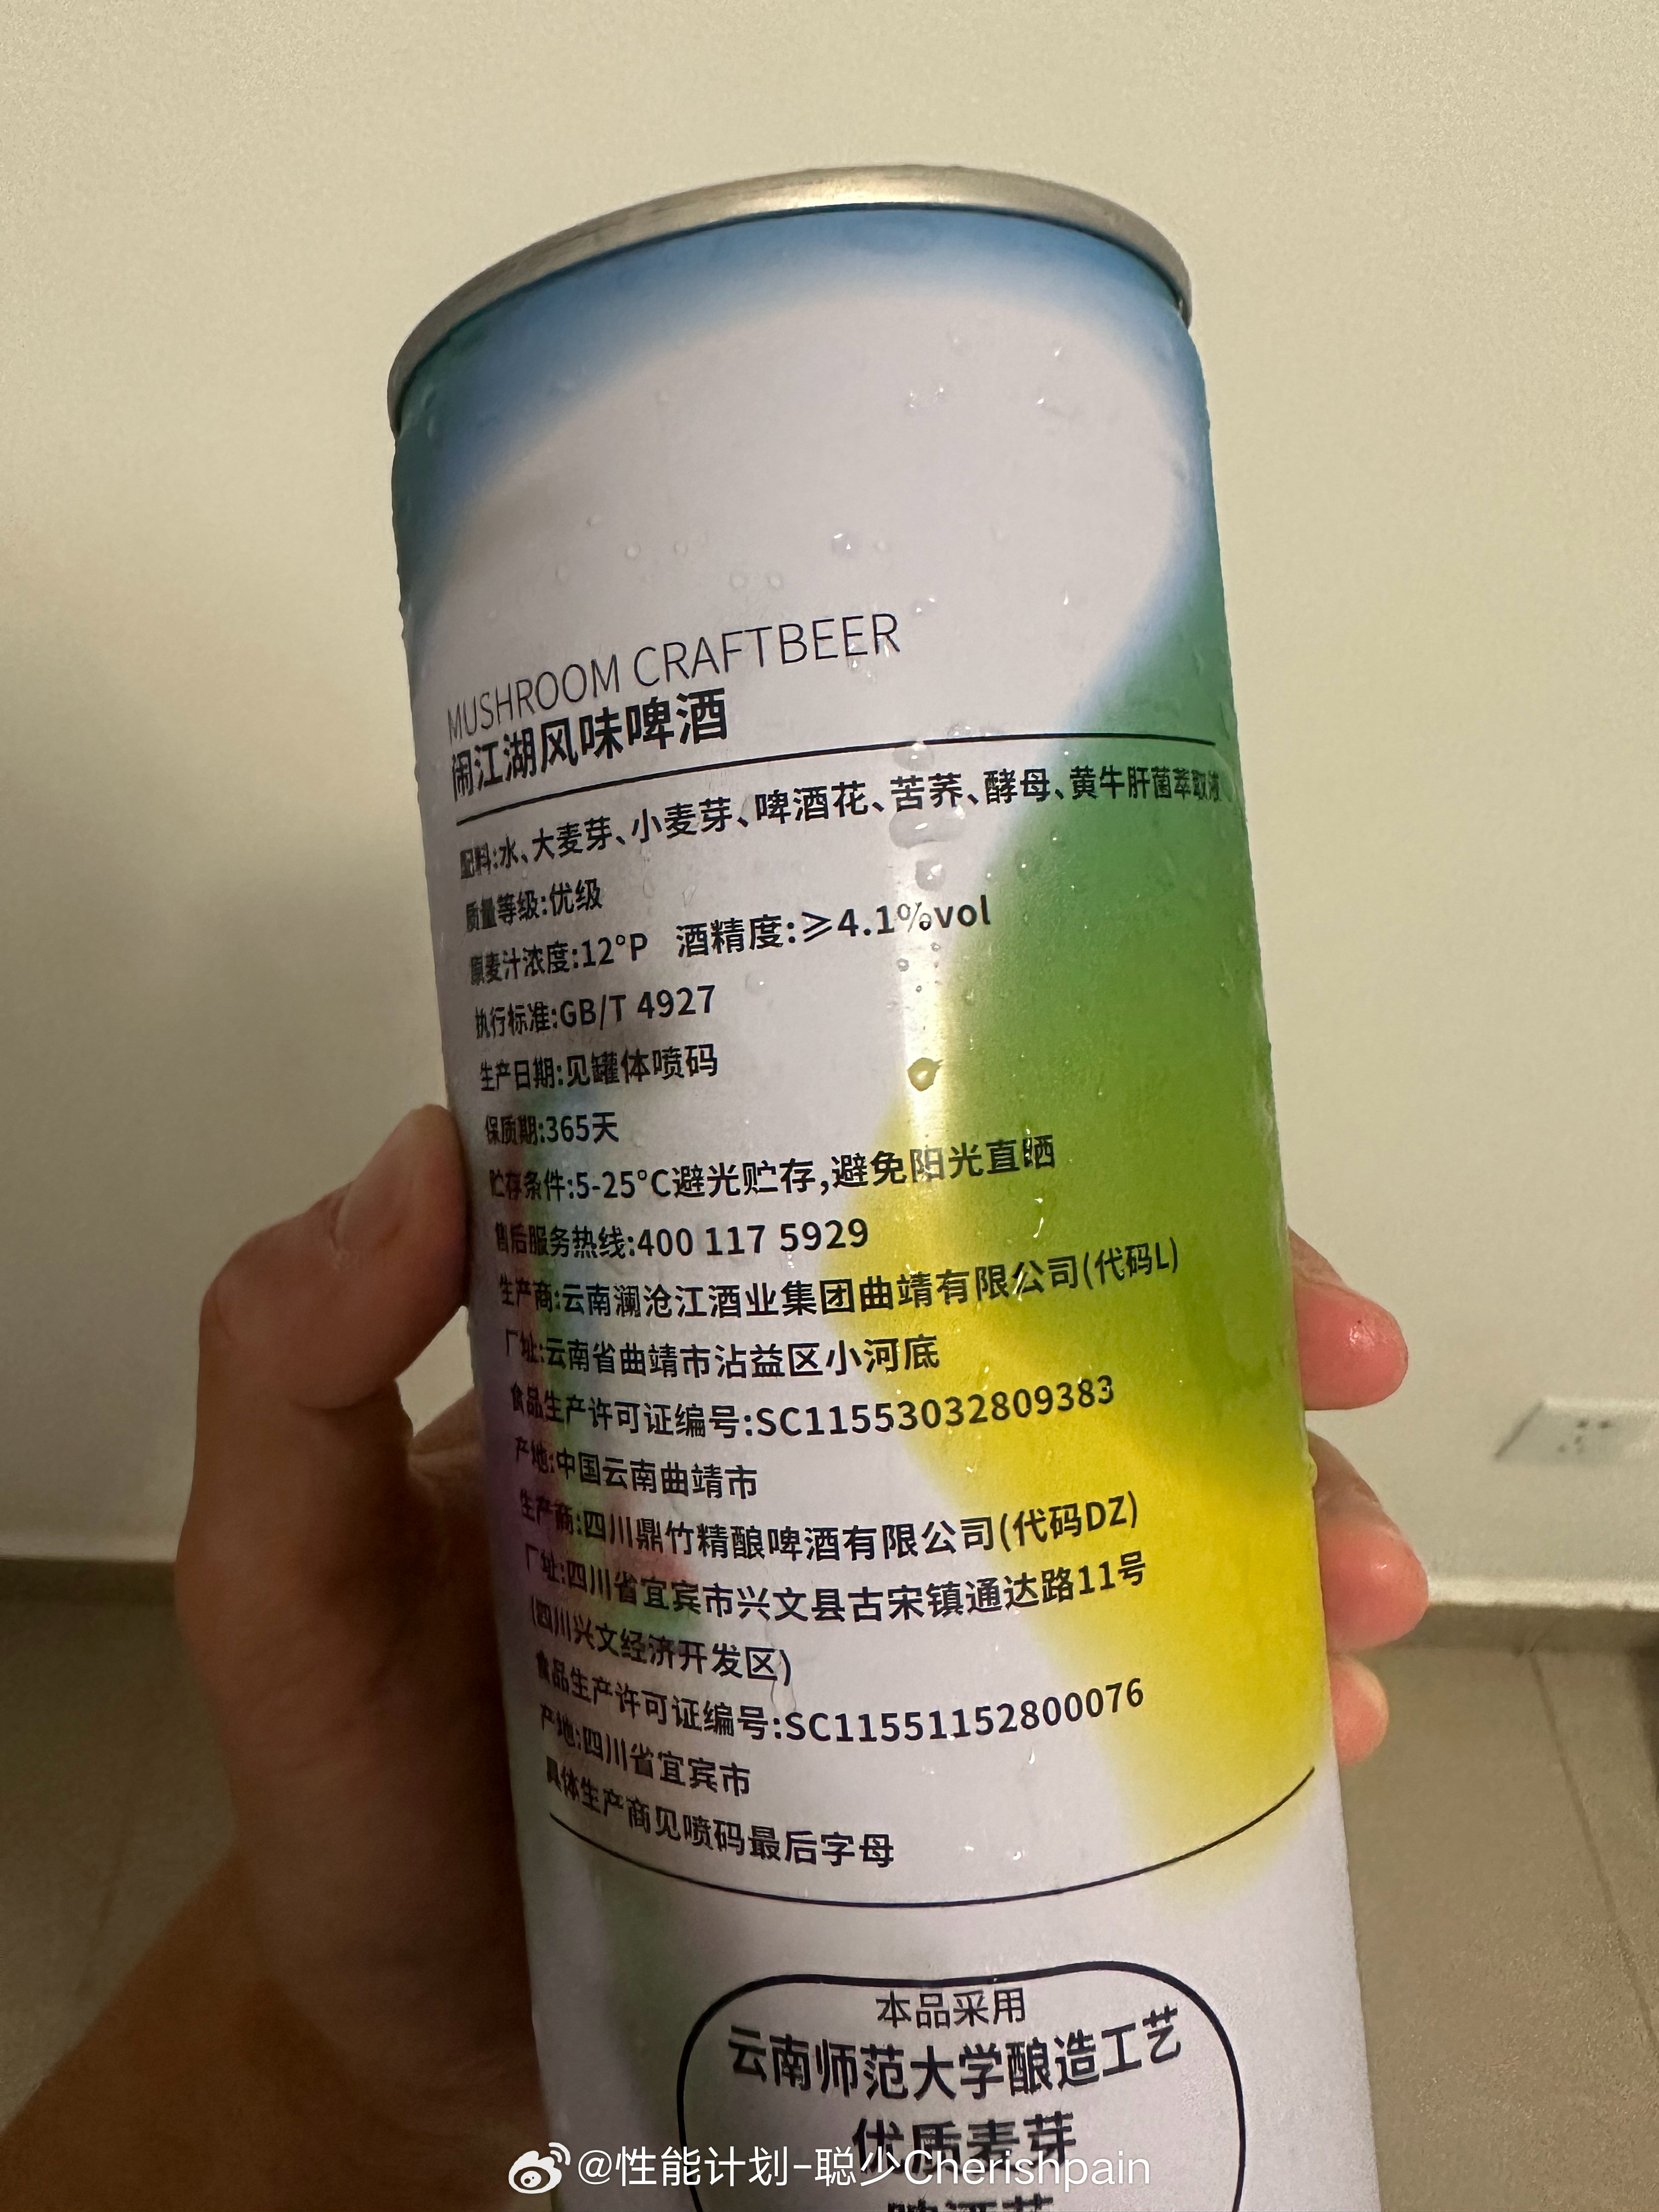 MUSHROOM CRAFTBEER
闹江湖风味啤酒
配料:水、大麦芽、小麦芽、啤酒花、苦荞、酵母、黄牛肝菌萃取液
质量等级:优级
原麦汁浓度:12°P 酒精度:≥4.1%vol
执行标准:GB/T 4927
生产日期:见罐体喷码
保质期:365天
贮存条件:5-25°C避光贮存,避免阳光直晒
售后服务热线:400 117 5929
生产商:云南澜沧江酒业集团曲靖有限公司(代码L)
厂址:云南省曲靖市沾益区小河底
食品生产许可证编号:SC11553032809383
产地:中国云南曲靖市
生产商:四川鼎竹精酿啤酒有限公司(代码DZ)
厂址:四川省宜宾市兴文县古宋镇通达路11号
(四川兴文经济开发区)
食品生产许可证编号:SC11551152800076
产地:四川省宜宾市
具体生产商见喷码最后字母
本品采用
云南师范大学酿造工艺
优质麦芽
@性能计划-聪少Cherishpain